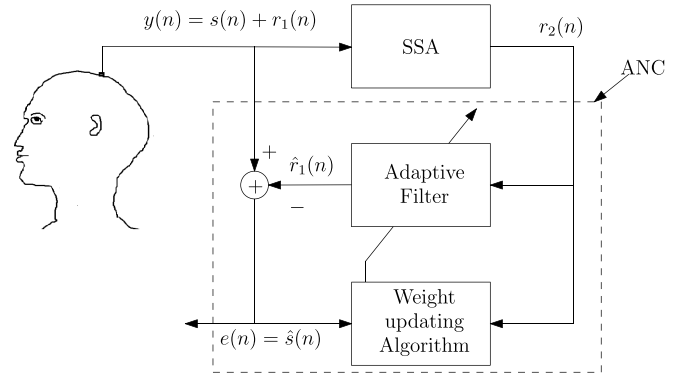 y(n) = s(n) + r₁(n)
SSA
r₂(n)
ANC
+
r̂₁(n)
+
−
Adaptive
Filter
Weight
updating
Algorithm
e(n) = ŝ(n)